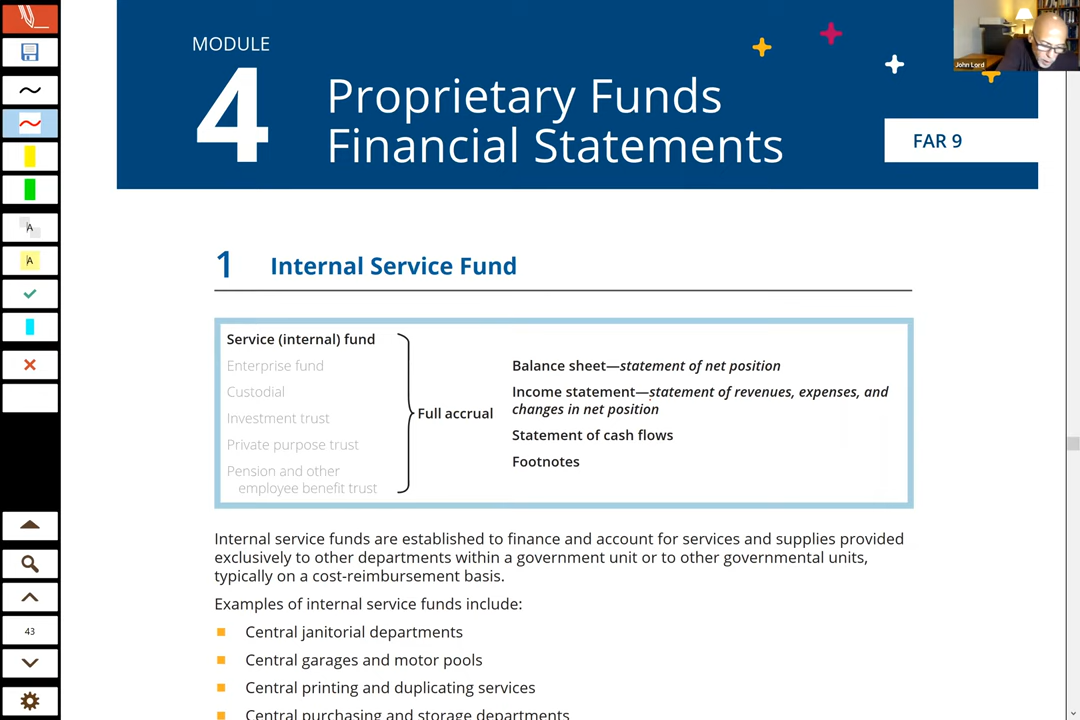 MODULE
4
Proprietary Funds
Financial Statements
FAR 9
John Lord
1 Internal Service Fund
Service (internal) fund
Enterprise fund
Custodial
Investment trust
Private purpose trust
Pension and other
employee benefit trust
Full accrual
Balance sheet—statement of net position
Income statement—statement of revenues, expenses, and
changes in net position
Statement of cash flows
Footnotes
Internal service funds are established to finance and account for services and supplies provided
exclusively to other departments within a government unit or to other governmental units,
typically on a cost-reimbursement basis.
Examples of internal service funds include:
Central janitorial departments
Central garages and motor pools
Central printing and duplicating services
Central purchasing and storage departments
A
A
43